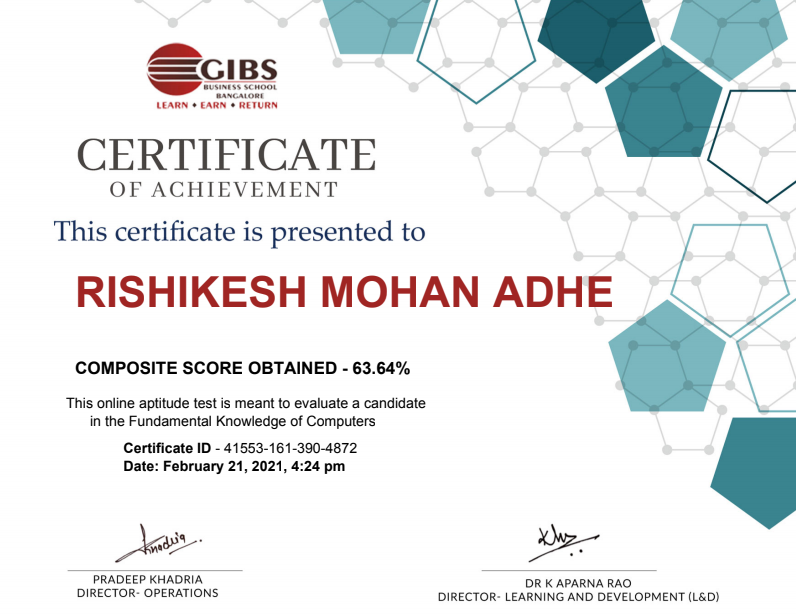 GIBS
BUSINESS SCHOOL
BANGALORE
LEARN • EARN • RETURN
CERTIFICATE
OF ACHIEVEMENT
This certificate is presented to
RISHIKESH MOHAN ADHE
COMPOSITE SCORE OBTAINED - 63.64%
This online aptitude test is meant to evaluate a candidate
in the Fundamental Knowledge of Computers
Certificate ID - 41553-161-390-4872
Date: February 21, 2021, 4:24 pm
PRADEEP KHADRIA
DIRECTOR- OPERATIONS
DR K APARNA RAO
DIRECTOR- LEARNING AND DEVELOPMENT (L&D)